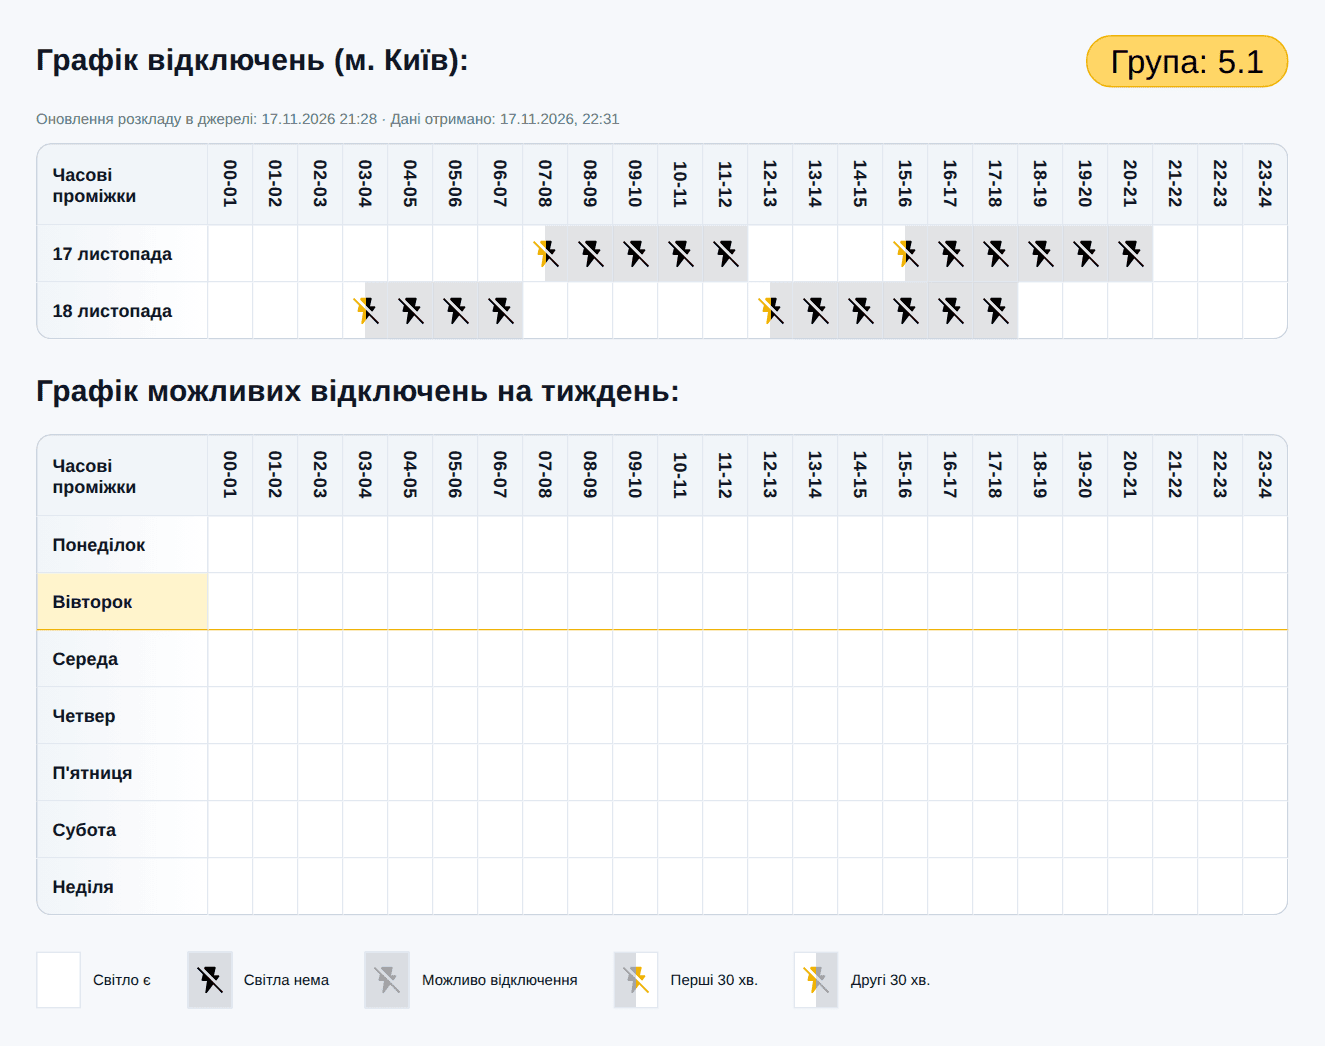 Графік відключень (м. Київ):
Група: 5.1
Оновлення розкладу в джерелі: 17.11.2026 21:28 · Дані отримано: 17.11.2026, 22:31
Часові проміжки 00-01 01-02 02-03 03-04 04-05 05-06 06-07 07-08 08-09 09-10 10-11 11-12 12-13 13-14 14-15 15-16 16-17 17-18 18-19 19-20 20-21 21-22 22-23 23-24
17 листопада
18 листопада
Графік можливих відключень на тиждень:
Часові проміжки 00-01 01-02 02-03 03-04 04-05 05-06 06-07 07-08 08-09 09-10 10-11 11-12 12-13 13-14 14-15 15-16 16-17 17-18 18-19 19-20 20-21 21-22 22-23 23-24
Понеділок
Вівторок
Середа
Четвер
П'ятниця
Субота
Неділя
Світло є Світла нема Можливо відключення Перші 30 хв. Другі 30 хв.